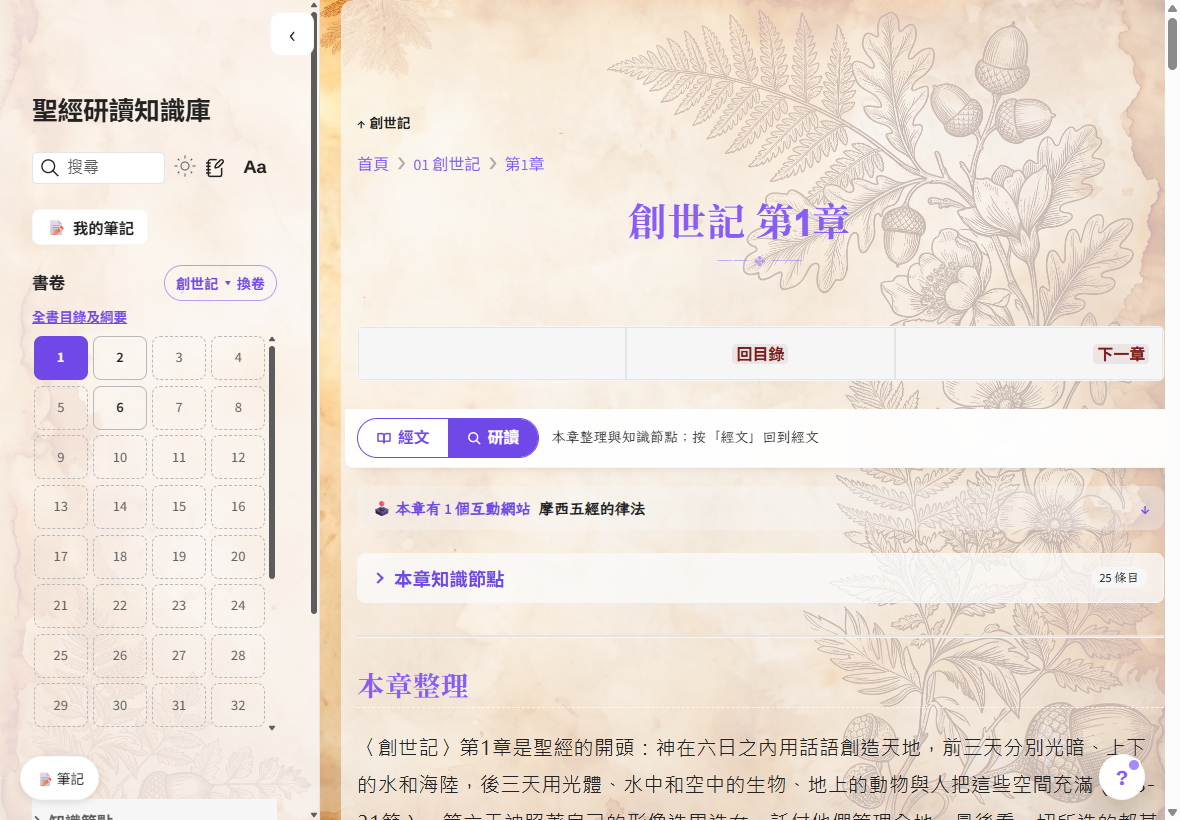 ‹
聖經研讀知識庫
搜尋
Aa
我的筆記
書卷
創世記 ▾ 換卷
全書目錄及綱要
1 2 3 4
5 6 7 8
9 10 11 12
13 14 15 16
17 18 19 20
21 22 23 24
25 26 27 28
29 30 31 32
筆記
知識節點
↑ 創世記
首頁 › 01 創世記 › 第1章
創世記 第1章
回目錄 下一章
經文 研讀 本章整理與知識節點；按「經文」回到經文
本章有 1 個互動網站 摩西五經的律法 ↓
› 本章知識節點 25 條目
本章整理
〈創世記〉第1章是聖經的開頭：神在六日之內用話語創造天地，前三天分別光暗、上下
的水和海陸，後三天用光體、水中和空中的生物、地上的動物與人把這些空間充滿
?